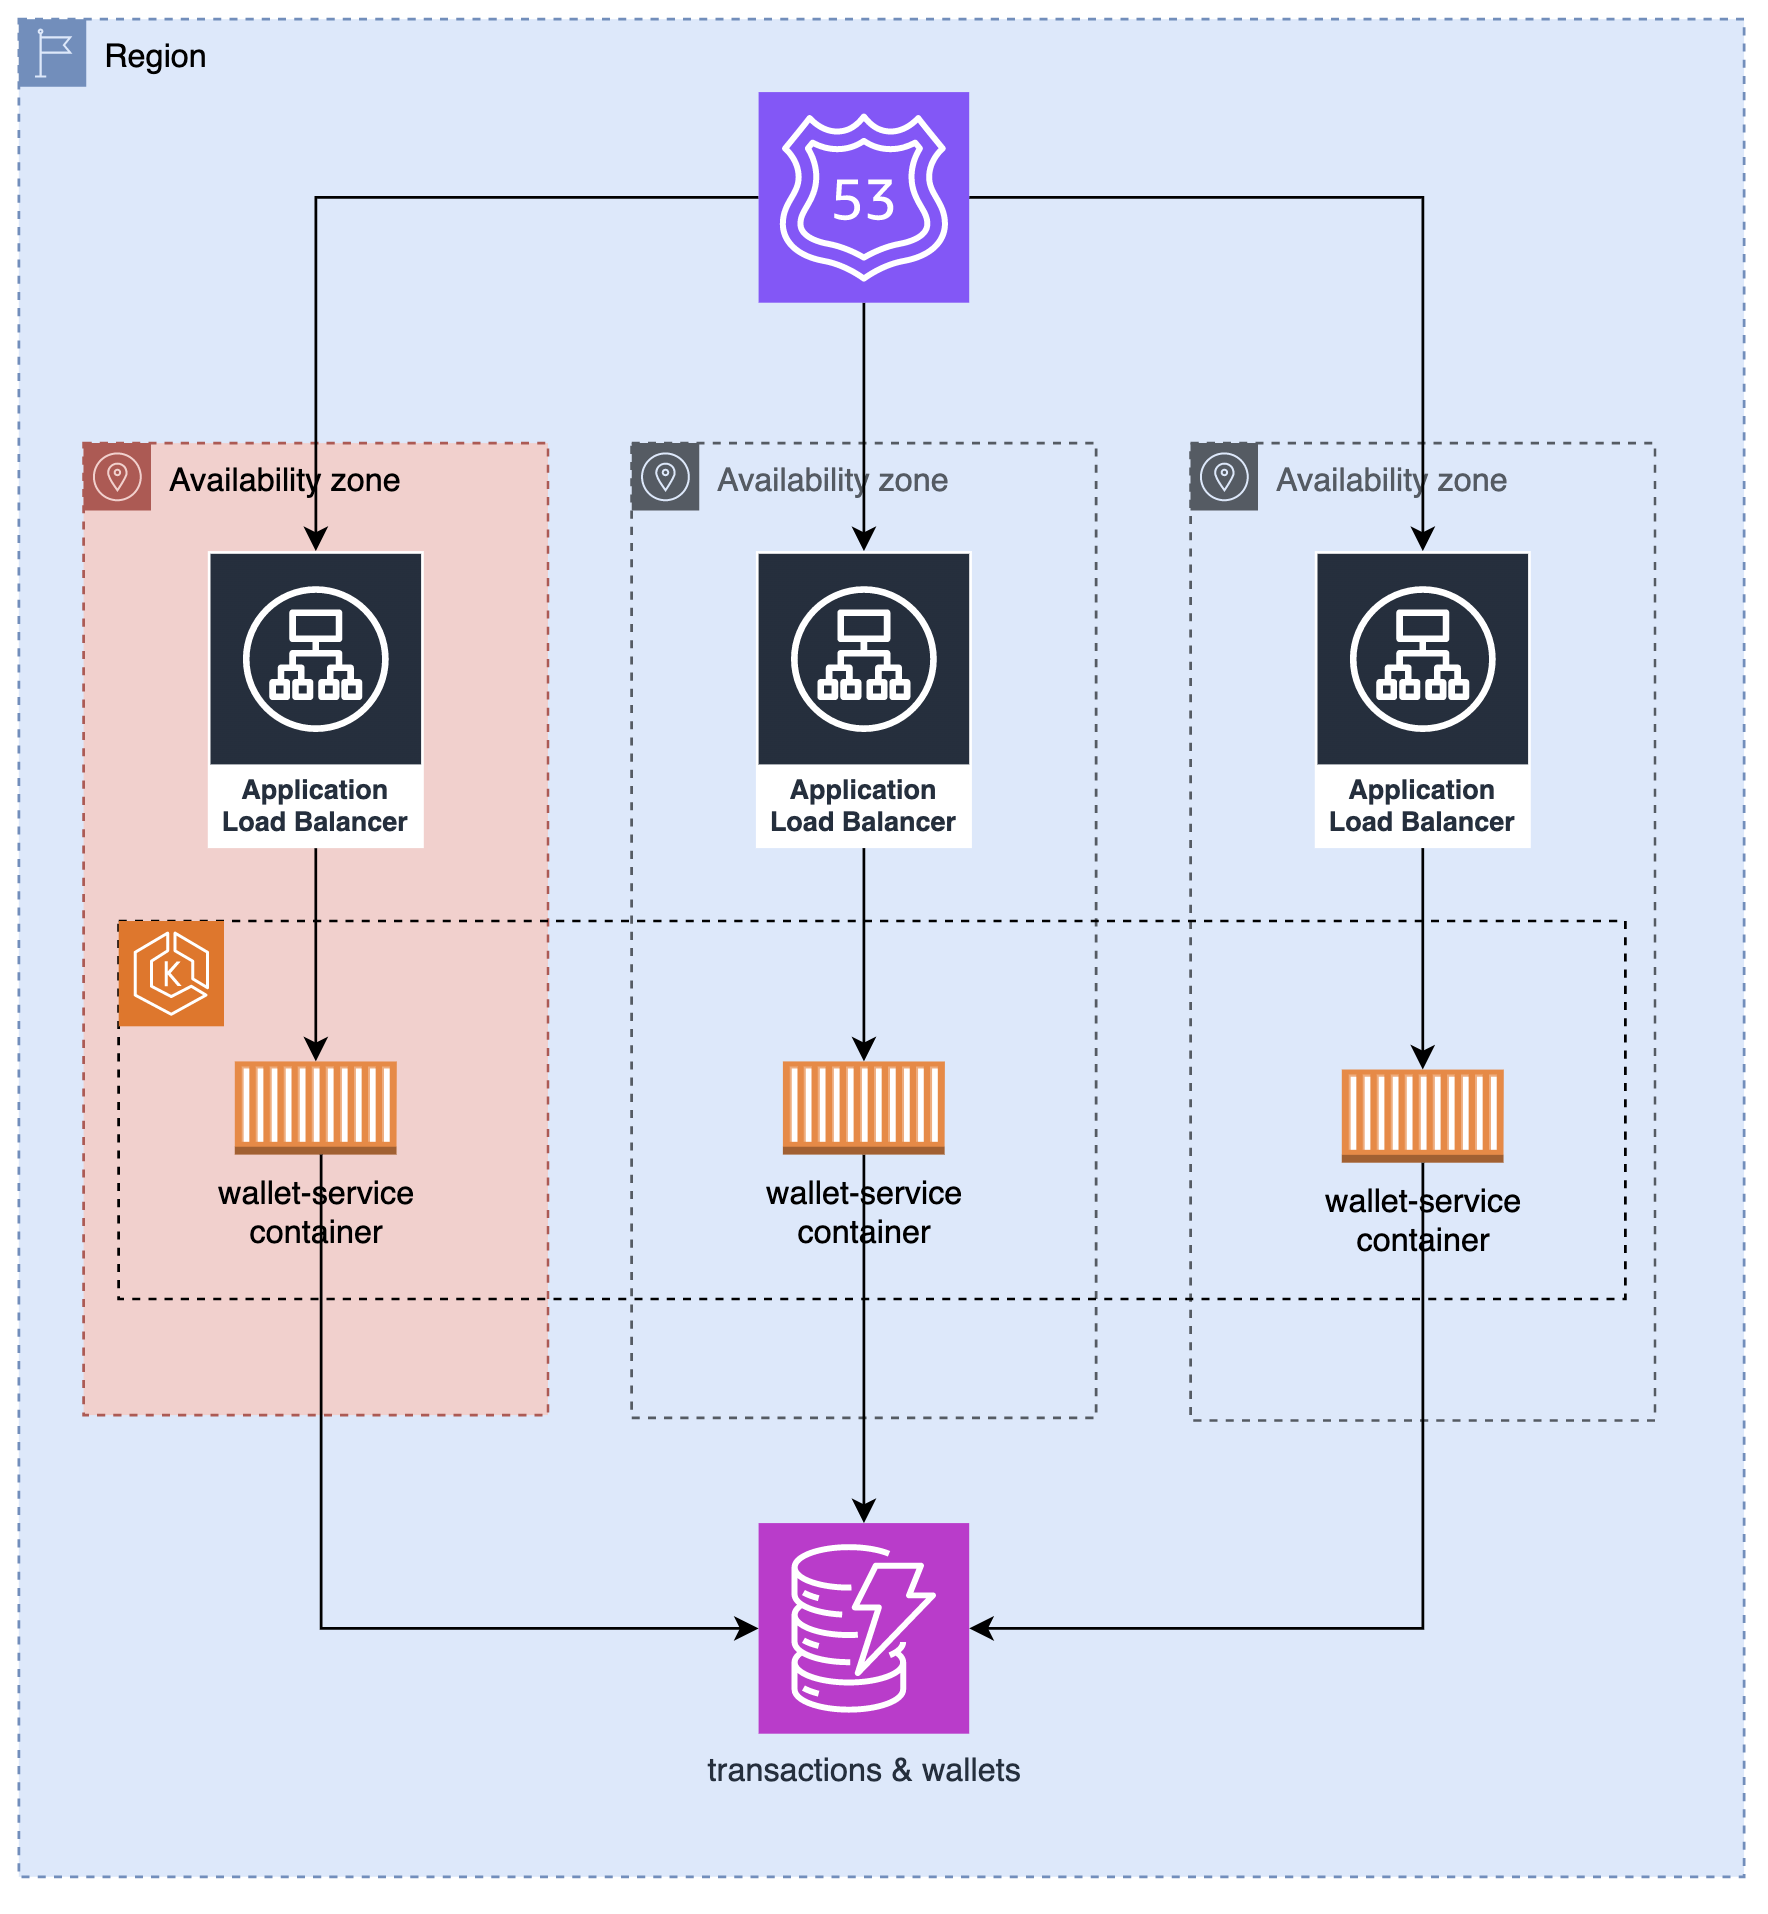 Region
53
Availability zone
Availability zone
Availability zone
Application
Load Balancer
Application
Load Balancer
Application
Load Balancer
K
wallet-service
container
wallet-service
container
wallet-service
container
transactions & wallets